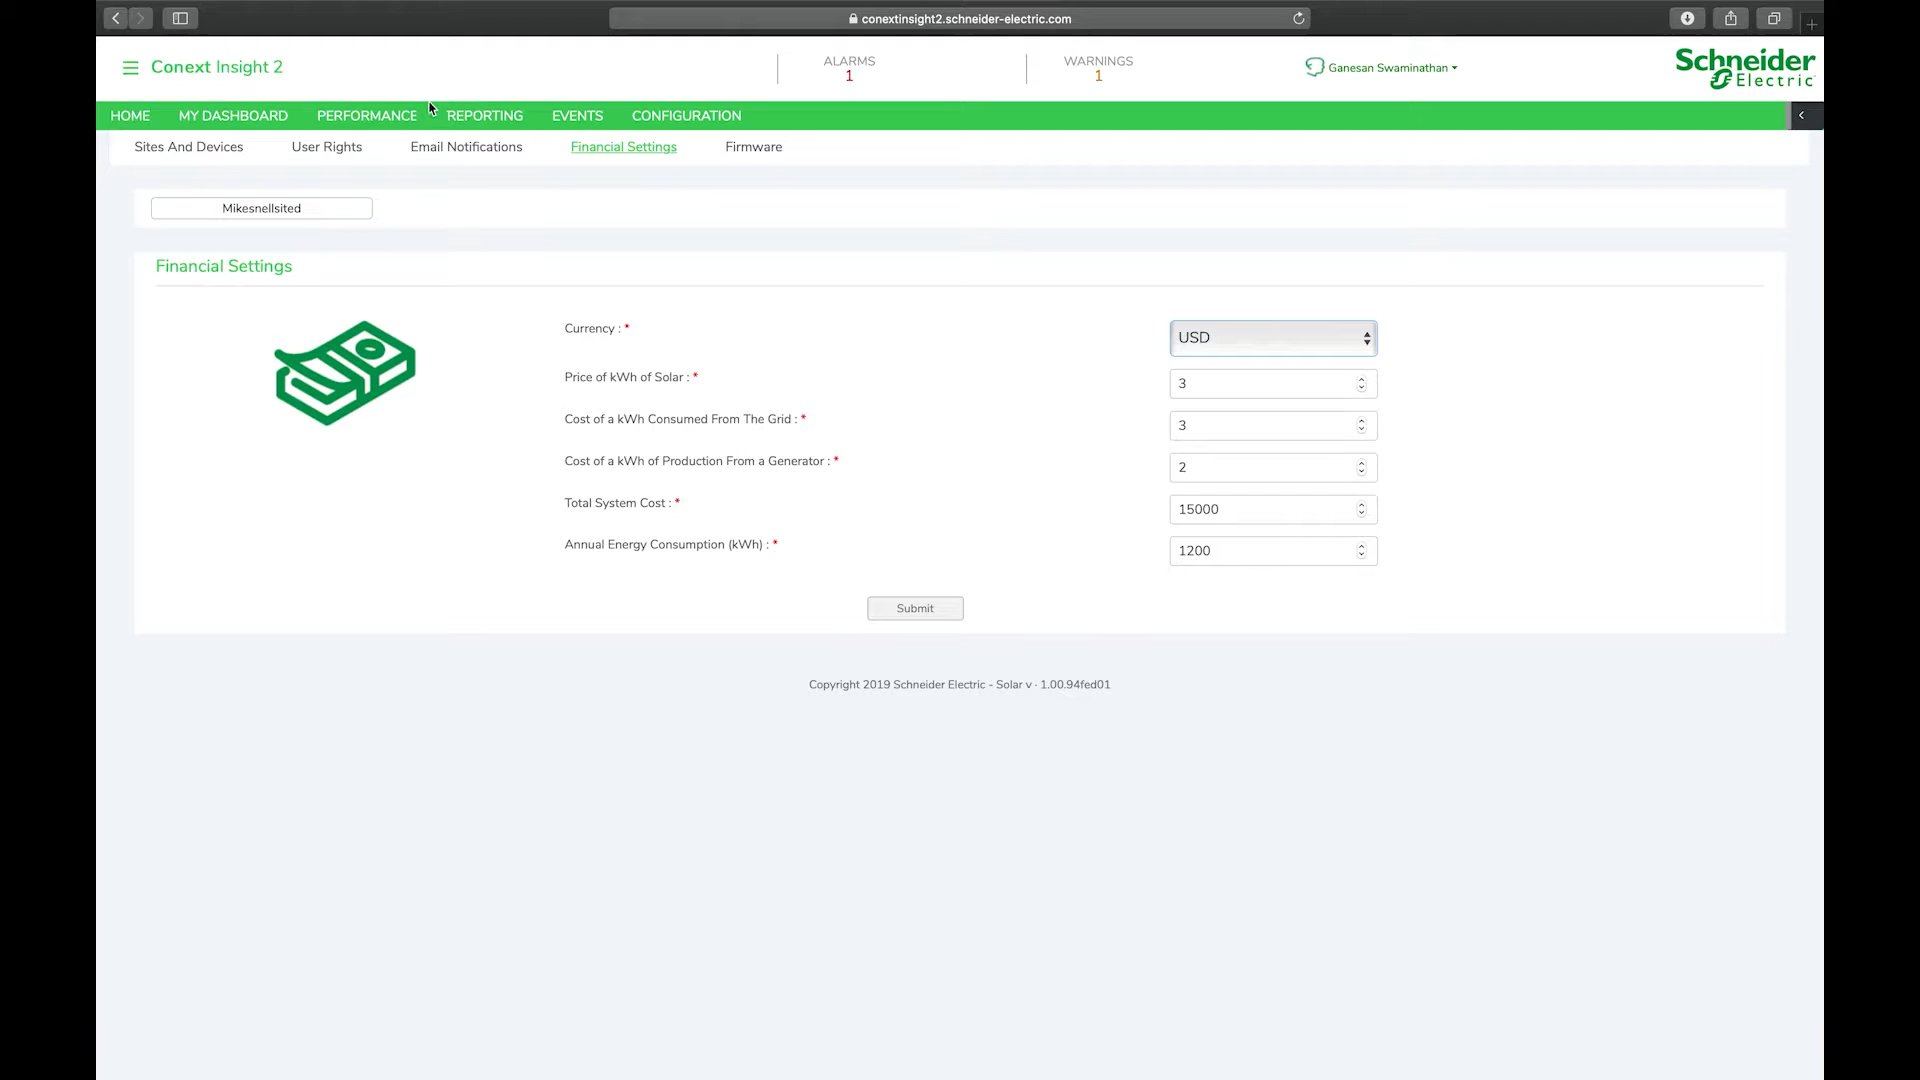 conextinsight2.schneider-electric.com
Conext Insight 2
ALARMS
1
WARNINGS
1
Ganesan Swaminathan
Schneider
Electric
HOME MY DASHBOARD PERFORMANCE REPORTING EVENTS CONFIGURATION
Sites And Devices User Rights Email Notifications Financial Settings Firmware
Mikesnellsited
Financial Settings
Currency : * USD
Price of kWh of Solar : * 3
Cost of a kWh Consumed From The Grid : * 3
Cost of a kWh of Production From a Generator : * 2
Total System Cost : * 15000
Annual Energy Consumption (kWh) : * 1200
Submit
Copyright 2019 Schneider Electric - Solar v · 1.00.94fed01